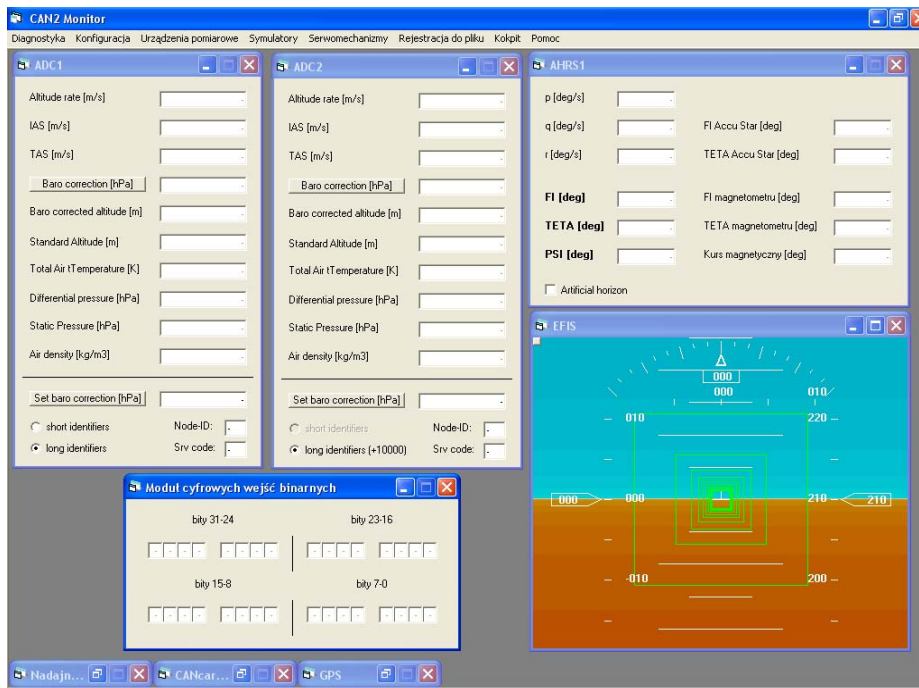 CAN2 Monitor
Diagnostyka Konfiguracja Urządzenia pomiarowe Symulatory Serwomechanizmy Rejestracja do pliku Kokpit Pomoc
ADC1
Altitude rate [m/s]
IAS [m/s]
TAS [m/s]
Baro correction [hPa]
Baro corrected altitude [m]
Standard Altitude [m]
Total Air tTemperature [K]
Differential pressure [hPa]
Static Pressure [hPa]
Air density [kg/m3]
Set baro correction [hPa]
short identifiers Node-ID:
long identifiers Srv code:
ADC2
Altitude rate [m/s]
IAS [m/s]
TAS [m/s]
Baro correction [hPa]
Baro corrected altitude [m]
Standard Altitude [m]
Total Air tTemperature [K]
Differential pressure [hPa]
Static Pressure [hPa]
Air density [kg/m3]
Set baro correction [hPa]
short identifiers Node-ID:
long identifiers (+10000) Srv code:
AHRS1
p [deg/s]
q [deg/s] FI Accu Star [deg]
r [deg/s] TETA Accu Star [deg]
FI [deg] FI magnetometru [deg]
TETA [deg] TETA magnetometru [deg]
PSI [deg] Kurs magnetyczny [deg]
Artificial horizon
EFIS
000
000 010
010 220
000 000 210 210
-010 200
Moduł cyfrowych wejść binarnych
bity 31-24 bity 23-16
bity 15-8 bity 7-0
Nadajn... CANcar... GPS